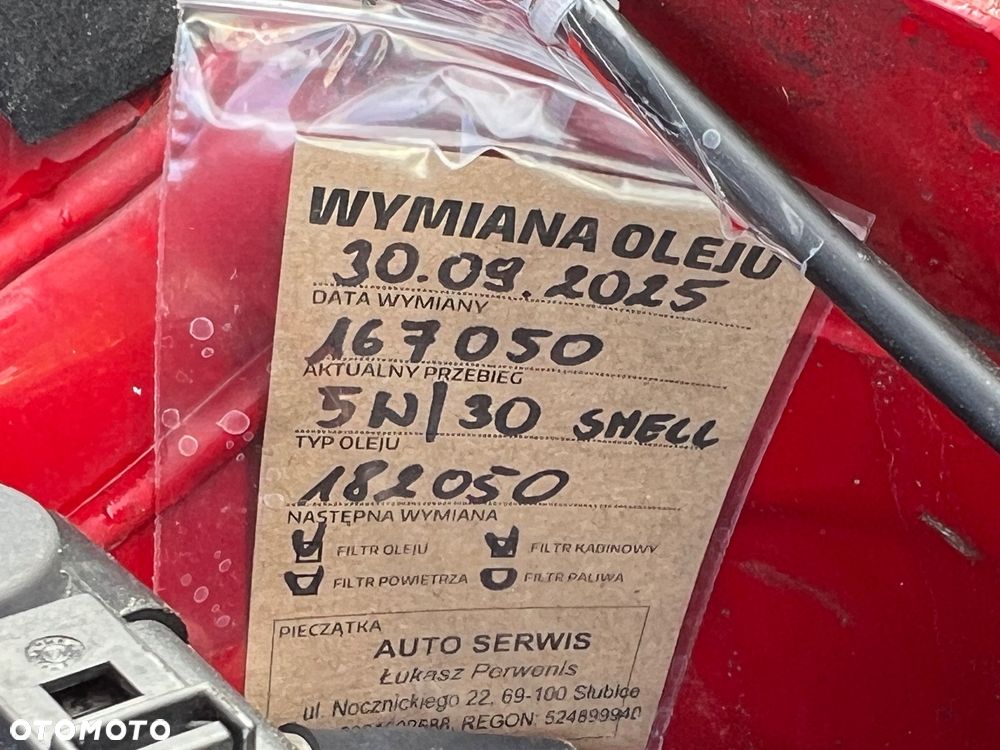 WYMIANA OLEJU
30.09.2025
DATA WYMIANY
167050
AKTUALNY PRZEBIEG
5W/30 SHELL
TYP OLEJU
182050
NASTĘPNA WYMIANA
FILTR OLEJU FILTR KABINOWY
FILTR POWIETRZA FILTR PALIWA
PIECZĄTKA
AUTO SERWIS
Łukasz Perwenis
ul. Nocznickiego 22, 69-100 Słubice
REGON: 524899940
OTOMOTO